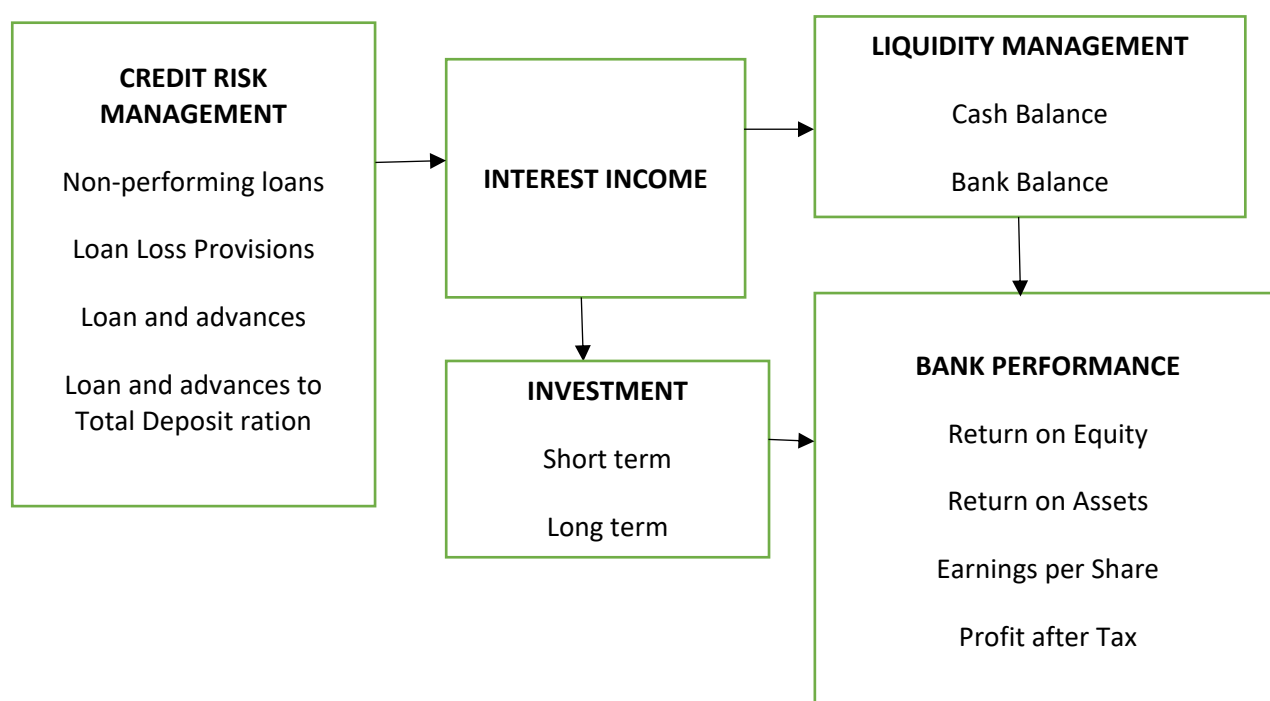 CREDIT RISK
MANAGEMENT
Non-performing loans
Loan Loss Provisions
Loan and advances
Loan and advances to
Total Deposit ration
INTEREST INCOME
LIQUIDITY MANAGEMENT
Cash Balance
Bank Balance
INVESTMENT
Short term
Long term
BANK PERFORMANCE
Return on Equity
Return on Assets
Earnings per Share
Profit after Tax